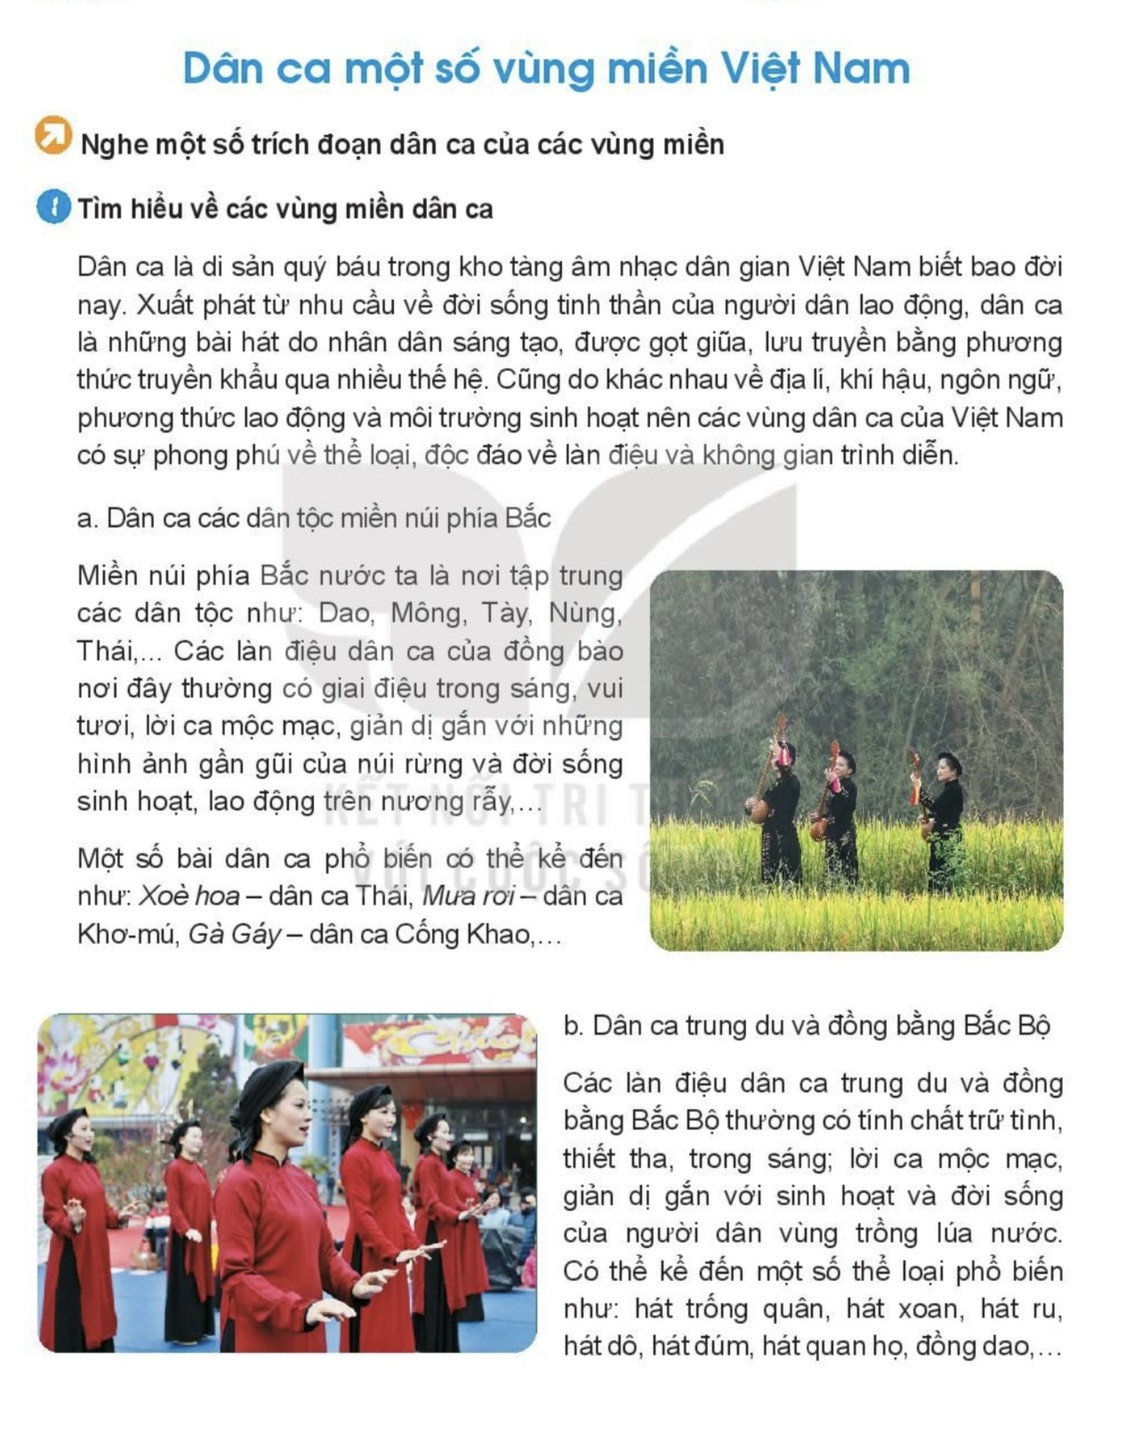 Dân ca một số vùng miền Việt Nam
Nghe một số trích đoạn dân ca của các vùng miền
1 Tìm hiểu về các vùng miền dân ca
Dân ca là di sản quý báu trong kho tàng âm nhạc dân gian Việt Nam biết bao đời
nay. Xuất phát từ nhu cầu về đời sống tinh thần của người dân lao động, dân ca
là những bài hát do nhân dân sáng tạo, được gọt giũa, lưu truyền bằng phương
thức truyền khẩu qua nhiều thế hệ. Cũng do khác nhau về địa lí, khí hậu, ngôn ngữ,
phương thức lao động và môi trường sinh hoạt nên các vùng dân ca của Việt Nam
có sự phong phú về thể loại, độc đáo về làn điệu và không gian trình diễn.
a. Dân ca các dân tộc miền núi phía Bắc
Miền núi phía Bắc nước ta là nơi tập trung
các dân tộc như: Dao, Mông, Tày, Nùng,
Thái,... Các làn điệu dân ca của đồng bào
nơi đây thường có giai điệu trong sáng, vui
tươi, lời ca mộc mạc, giản dị gắn với những
hình ảnh gần gũi của núi rừng và đời sống
sinh hoạt, lao động trên nương rẫy,...
KẾT NỐI TRI THỨC
VỚI CUỘC SỐNG
Một số bài dân ca phổ biến có thể kể đến
như: Xoè hoa – dân ca Thái, Mưa rơi – dân ca
Khơ-mú, Gà Gáy – dân ca Cống Khao,...
b. Dân ca trung du và đồng bằng Bắc Bộ
Các làn điệu dân ca trung du và đồng
bằng Bắc Bộ thường có tính chất trữ tình,
thiết tha, trong sáng; lời ca mộc mạc,
giản dị gắn với sinh hoạt và đời sống
của người dân vùng trồng lúa nước.
Có thể kể đến một số thể loại phổ biến
như: hát trống quân, hát xoan, hát ru,
hát dô, hát đúm, hát quan họ, đồng dao,...